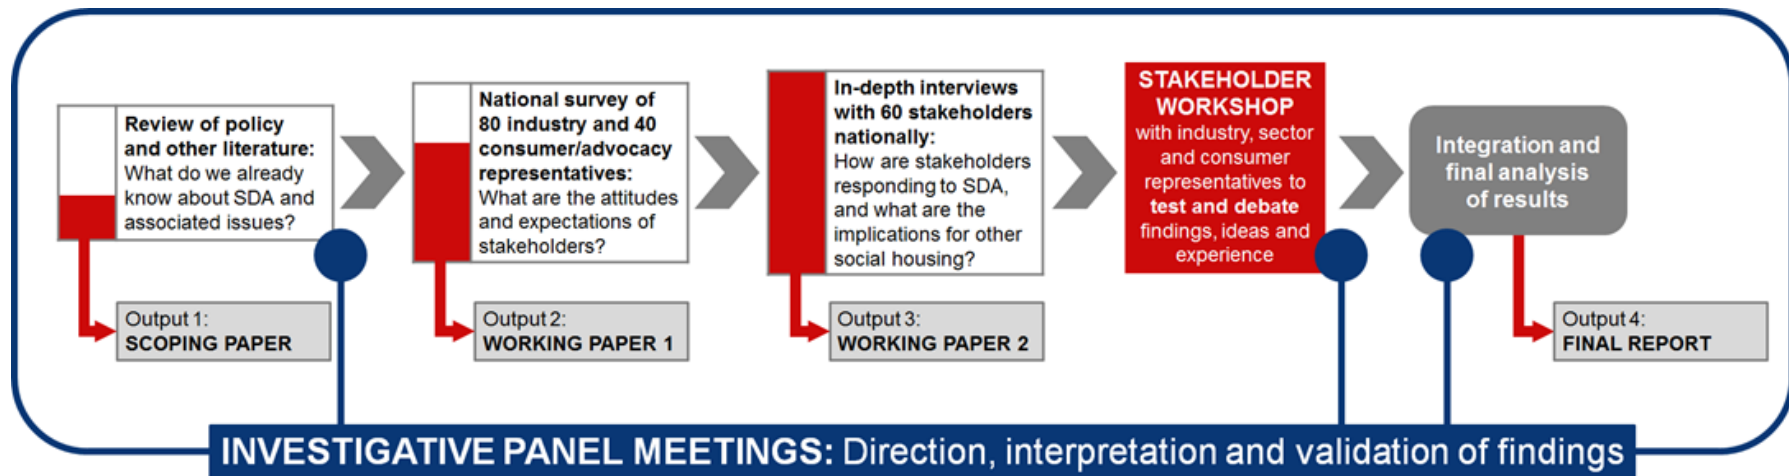 Review of policy
and other literature:
What do we already
know about SDA and
associated issues?
Output 1:
SCOPING PAPER
National survey of
80 industry and 40
consumer/advocacy
representatives:
What are the attitudes
and expectations of
stakeholders?
Output 2:
WORKING PAPER 1
In-depth interviews
with 60 stakeholders
nationally:
How are stakeholders
responding to SDA,
and what are the
implications for other
social housing?
Output 3:
WORKING PAPER 2
STAKEHOLDER
WORKSHOP
with industry, sector
and consumer
representatives to
test and debate
findings, ideas and
experience
Integration and
final analysis
of results
Output 4:
FINAL REPORT
INVESTIGATIVE PANEL MEETINGS: Direction, interpretation and validation of findings